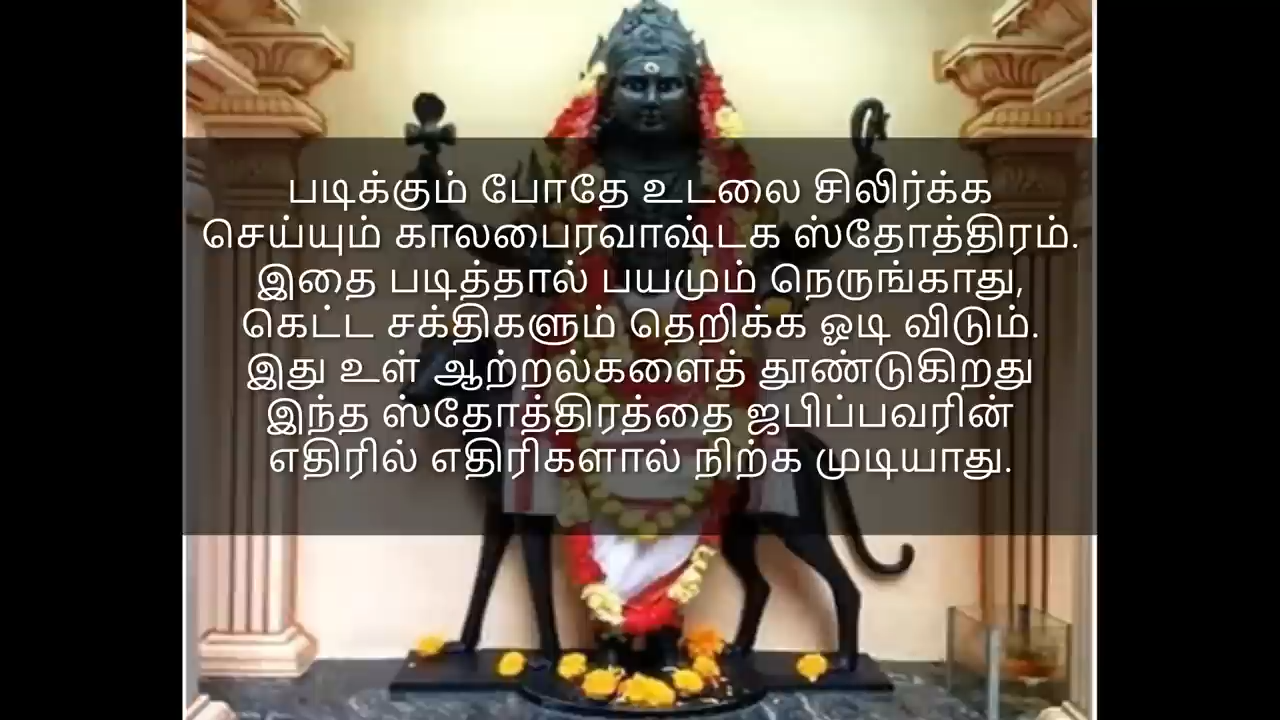 படிக்கும் போதே உடலை சிலிர்க்க
செய்யும் காலபைரவாஷ்டக ஸ்தோத்திரம்.
இதை படித்தால் பயமும் நெருங்காது,
கெட்ட சக்திகளும் தெறிக்க ஓடி விடும்.
இது உள் ஆற்றல்களைத் தூண்டுகிறது
இந்த ஸ்தோத்திரத்தை ஜபிப்பவரின்
எதிரில் எதிரிகளால் நிற்க முடியாது.